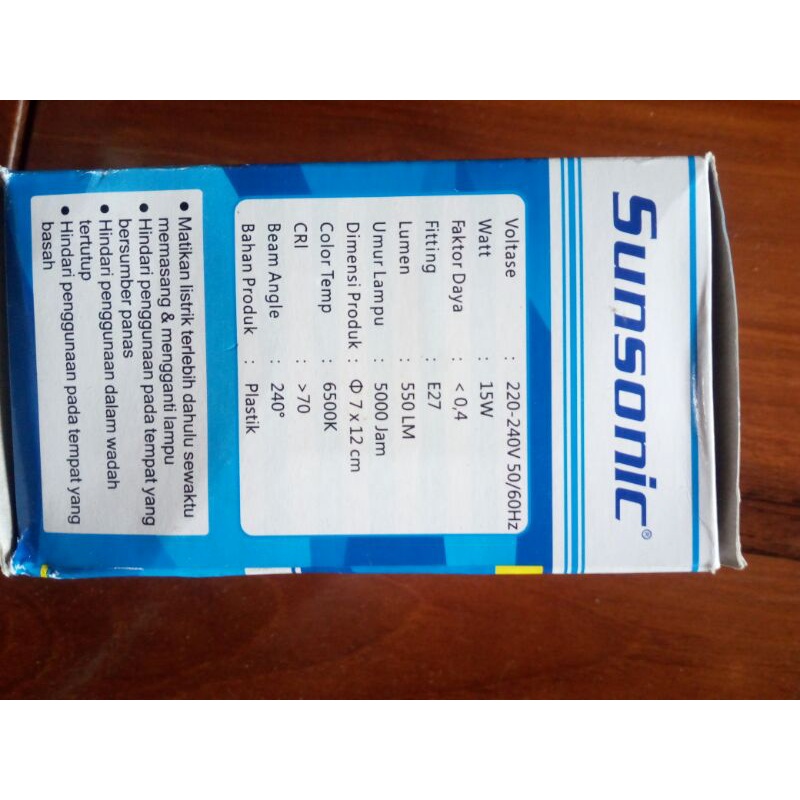 Sunsonic®
Voltase : 220-240V 50/60Hz
Watt : 15W
Faktor Daya : < 0,4
Fitting : E27
Lumen : 550 LM
Umur Lampu : 5000 Jam
Dimensi Produk : Φ 7 x 12 cm
Color Temp : 6500K
CRI : >70
Beam Angle : 240°
Bahan Produk : Plastik
• Matikan listrik terlebih dahulu sewaktu
memasang & mengganti lampu
• Hindari penggunaan pada tempat yang
bersumber panas
• Hindari penggunaan dalam wadah
tertutup
• Hindari penggunaan pada tempat yang
basah